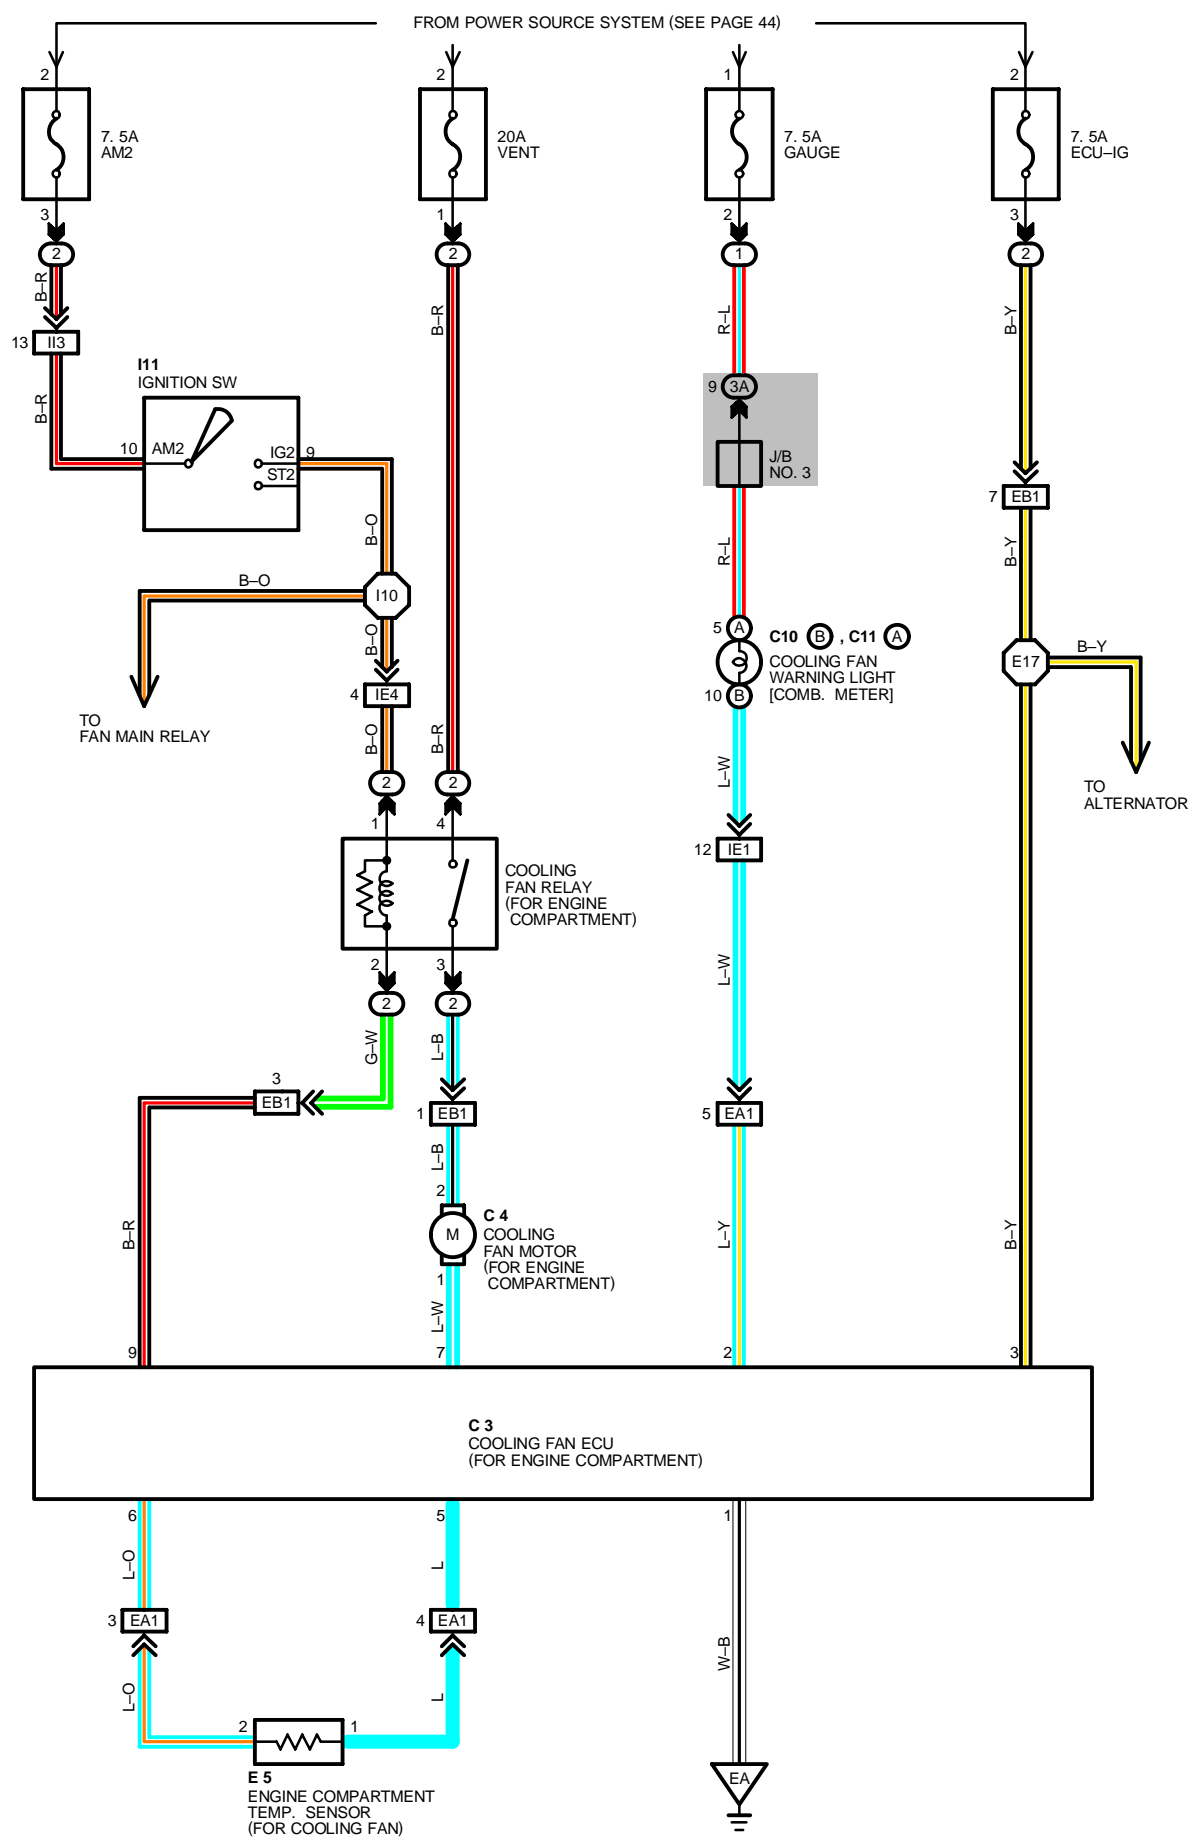 FROM POWER SOURCE SYSTEM (SEE PAGE 44)
2
2
1
2
7. 5A
AM2
20A
VENT
7. 5A
GAUGE
7. 5A
ECU–IG
3
1
2
3
2
2
1
2
B–R
B–R
R–L
B–Y
13
II3
I11
IGNITION SW
9
3A
B–R
10
AM2
IG2
9
ST2
J/B
NO. 3
7
EB1
B–O
R–L
B–Y
B–O
I10
5
A
C10 B , C11 A
COOLING FAN
WARNING LIGHT
[COMB. METER]
10
B
B–O
E17
B–Y
4
IE4
TO
FAN MAIN RELAY
B–O
B–R
L–W
TO
ALTERNATOR
2
2
1
4
12
IE1
COOLING
FAN RELAY
(FOR ENGINE
COMPARTMENT)
L–W
2
3
2
2
G–W
L–B
3
EB1
1
EB1
5
EA1
L–B
2
C 4
COOLING
FAN MOTOR
(FOR ENGINE
COMPARTMENT)
M
B–R
L–Y
B–Y
1
L–W
9
7
2
3
C 3
COOLING FAN ECU
(FOR ENGINE COMPARTMENT)
6
5
1
L–O
L
3
EA1
4
EA1
W–B
L–O
L
2
1
E 5
ENGINE COMPARTMENT
TEMP. SENSOR
(FOR COOLING FAN)
EA